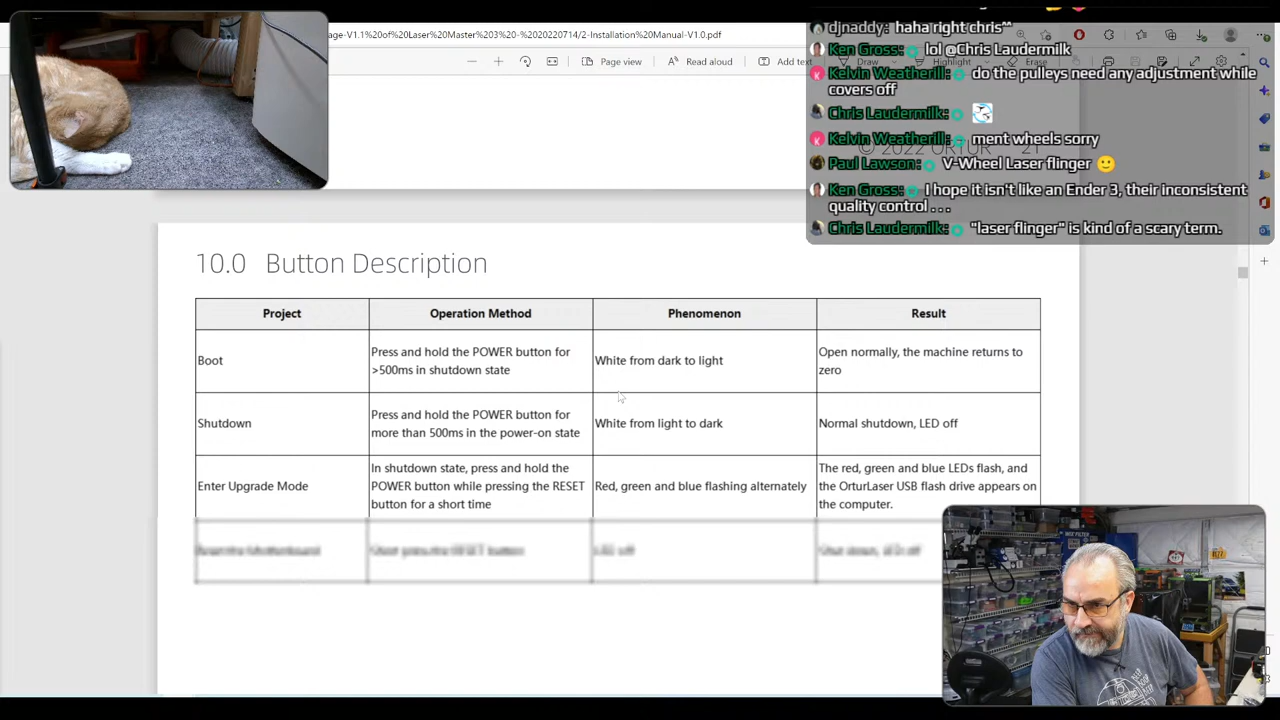 age-V1.1%20of%20Laser%20Master%203%20-%20220220714/2-Installation%20Manual-V1.0.pdf
Page view
Read aloud
Add text
Draw
Highlight
Erase
djnaddy: haha right chris^^
Ken Gross: lol @Chris Laudermilk
Kelvin Weatherill: do the pulleys need any adjustment while
covers off
Chris Laudermilk:
Kelvin Weatherill: ment wheels sorry
Paul Lawson: V-Wheel Laser flinger
Ken Gross: I hope it isn't like an Ender 3, their inconsistent
quality control . . .
Chris Laudermilk: "laser flinger" is kind of a scary term.
© 2022 ORTUR 21
10.0 Button Description
Project Operation Method Phenomenon Result
Boot
Press and hold the POWER button for
>500ms in shutdown state
White from dark to light
Open normally, the machine returns to
zero
Shutdown
Press and hold the POWER button for
more than 500ms in the power-on state
White from light to dark
Normal shutdown, LED off
Enter Upgrade Mode
In shutdown state, press and hold the
POWER button while pressing the RESET
button for a short time
Red, green and blue flashing alternately
The red, green and blue LEDs flash, and
the OrturLaser USB flash drive appears on
the computer.